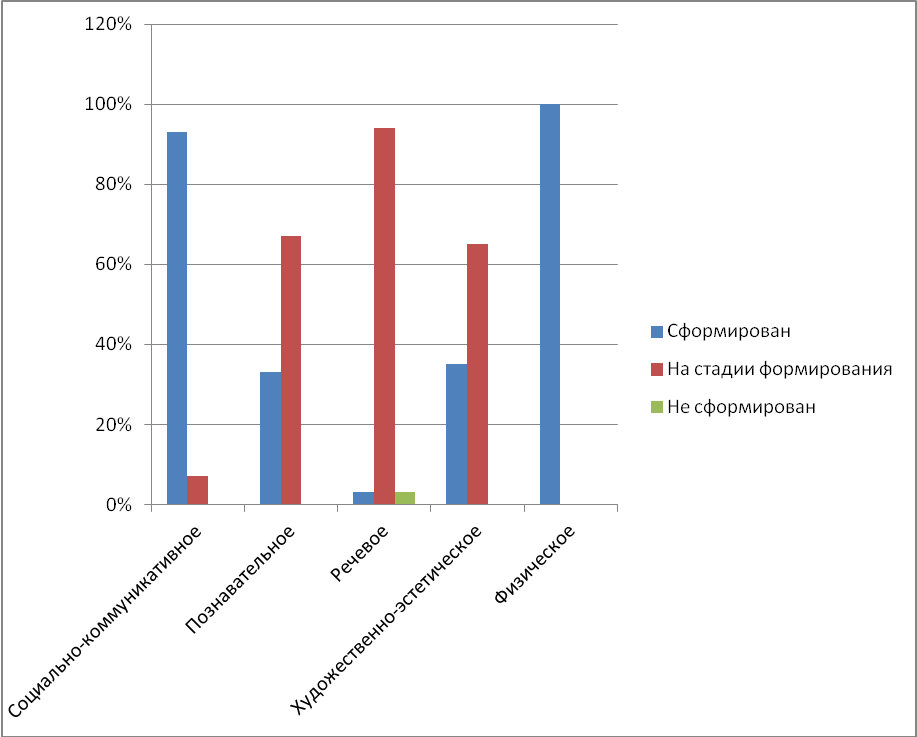 120%
100%
80%
60%
40%
20%
0%
Социально-коммуникативное
Познавательное
Речевое
Художественно-эстетическое
Физическое
Сформирован
На стадии формирования
Не сформирован